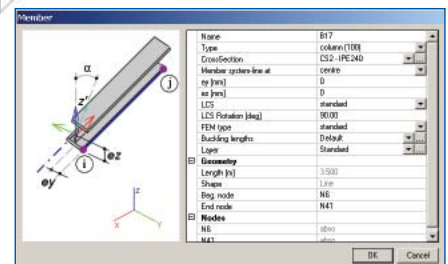 Member
Name B17
Type column (100)
CrossSection CS2 - IPE240
Member system-line at centre
ey [mm] 0
ez [mm] 0
LCS standard
LCS Rotation [deg] 90.00
FEM type standard
Buckling lengths Default
Layer Standard
Geometry
Length [m] 3.500
Shape Line
Beg. node N6
End node N41
Nodes
N6 abso
N41 abso
α
z'
j
i
ez
ey
z
x
Y
OK Cancel